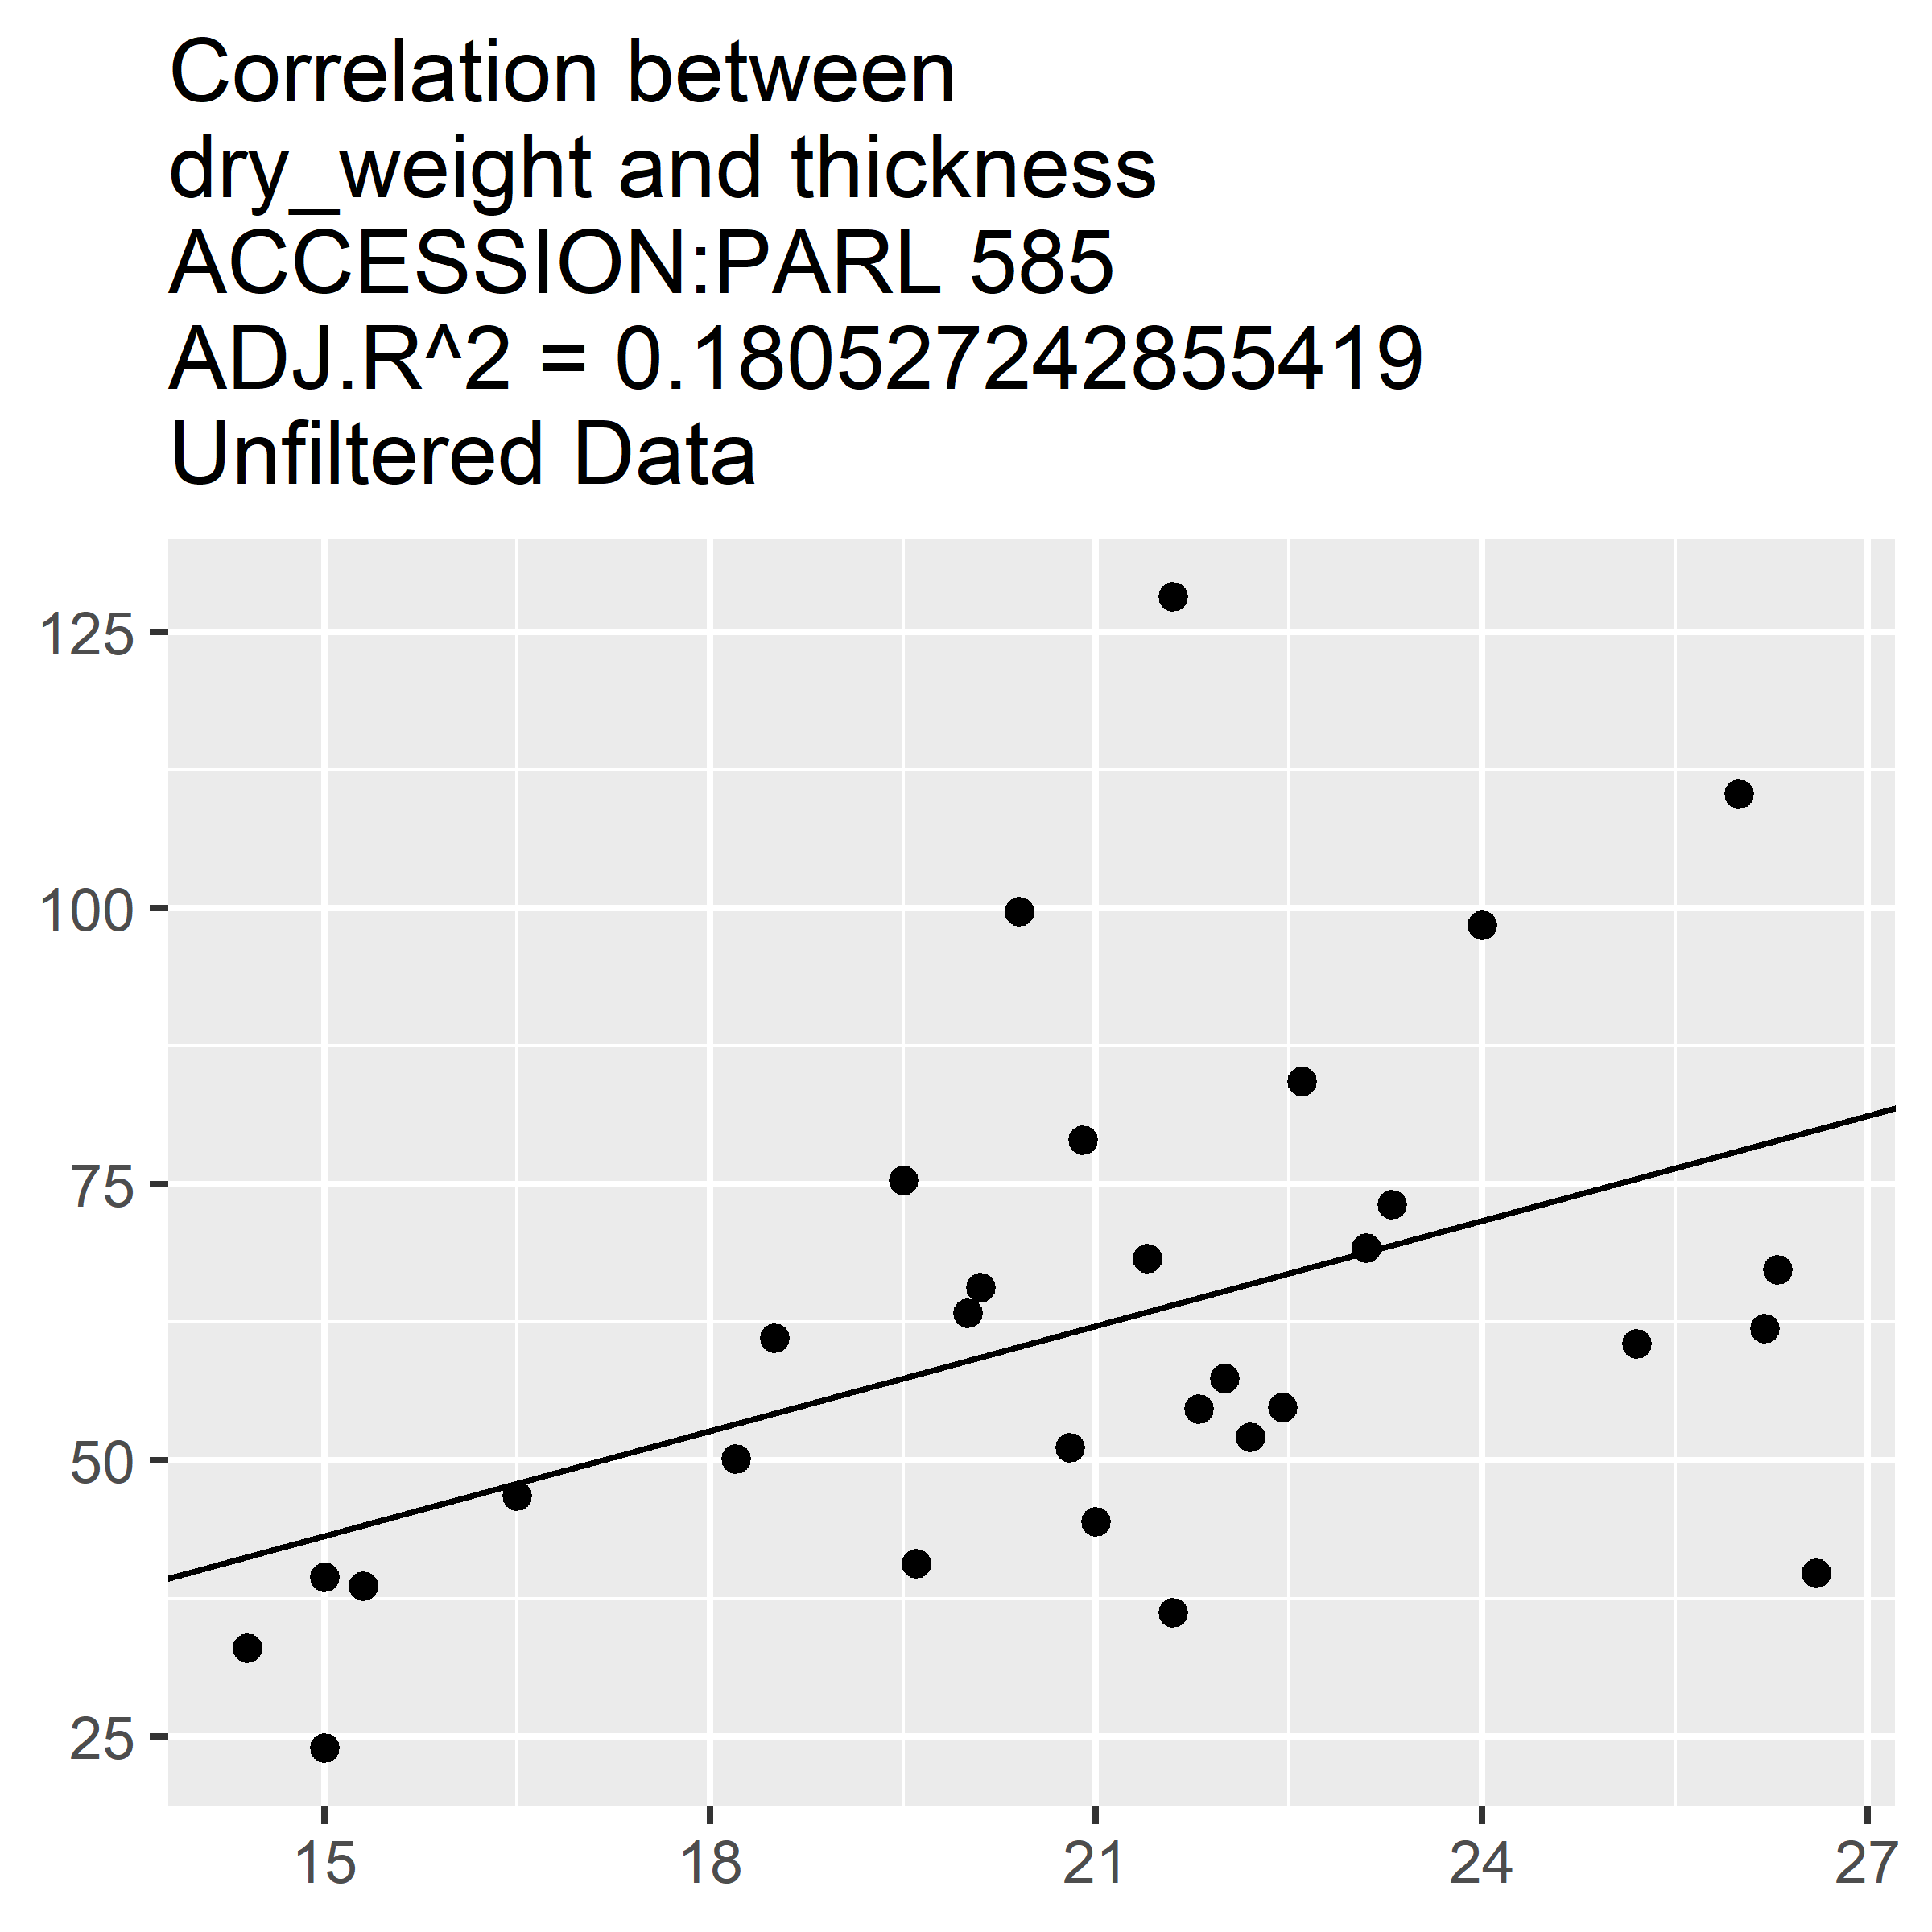 Correlation between
dry_weight and thickness
ACCESSION:PARL 585
ADJ.R^2 = 0.180527242855419
Unfiltered Data
125
100
75
50
25
15 18 21 24 27